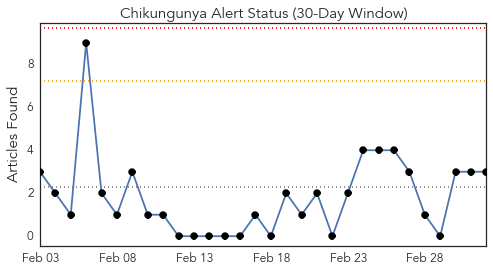 Chikungunya Alert Status (30-Day Window)
Articles Found
8
6
4
2
0
Feb 03
Feb 08
Feb 13
Feb 18
Feb 23
Feb 28